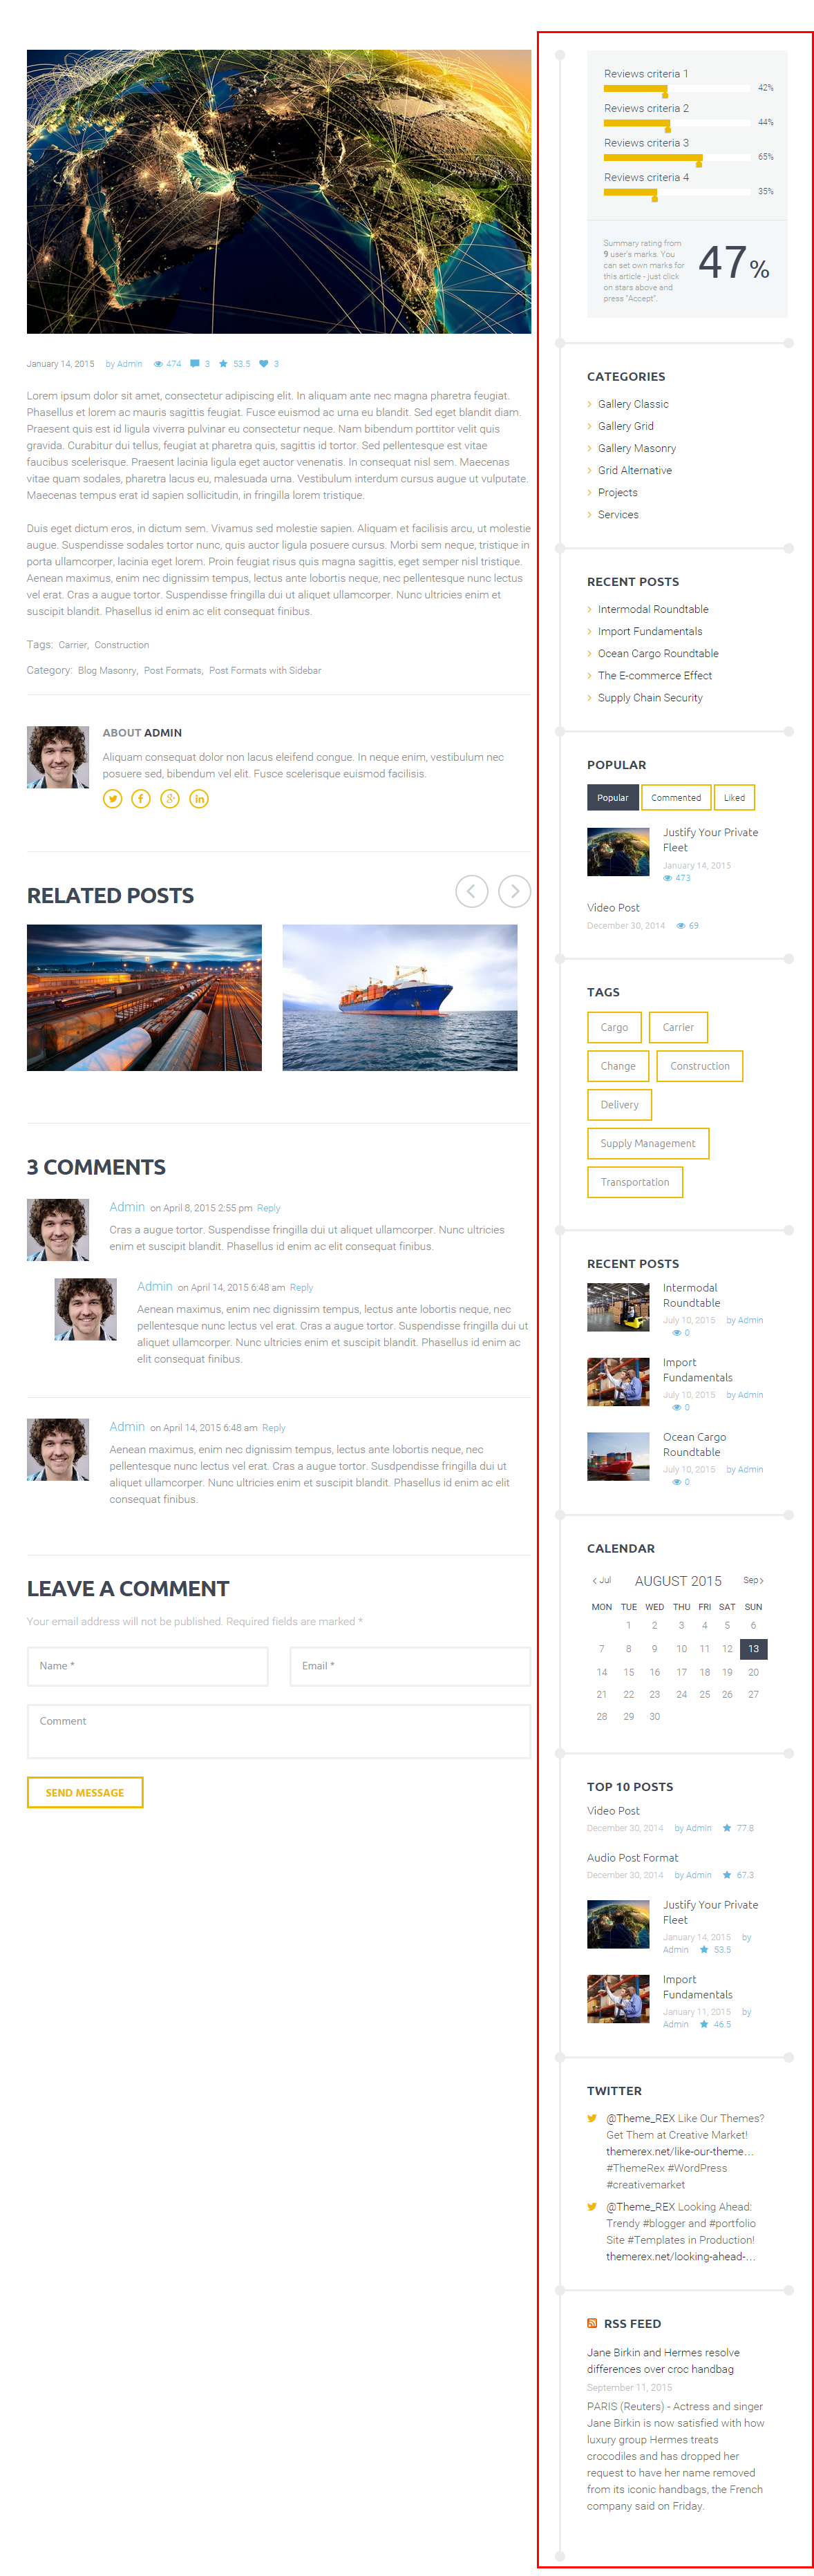 January 14, 2015 by Admin 474 3 53.5 3
Lorem ipsum dolor sit amet, consectetur adipiscing elit. In aliquam ante nec magna pharetra feugiat.
Phasellus et lorem ac mauris sagittis feugiat. Fusce euismod ac urna eu blandit. Sed eget blandit diam.
Praesent quis est id ligula viverra pulvinar eu consectetur neque. Nam bibendum porttitor velit quis
gravida. Curabitur dui tellus, feugiat at pharetra quis, sagittis id tortor. Sed pellentesque est vitae
faucibus scelerisque. Praesent lacinia ligula eget auctor venenatis. In consequat nisl sem. Maecenas
vitae quam sodales, pharetra lacus eu, malesuada urna. Vestibulum interdum cursus augue ut vulputate.
Maecenas tempus erat id sapien sollicitudin, in fringilla lorem tristique.
Duis eget dictum eros, in dictum sem. Vivamus sed molestie sapien. Aliquam et facilisis arcu, ut molestie
augue. Suspendisse sodales tortor nunc, quis auctor ligula posuere cursus. Morbi sem neque, tristique in
porta ullamcorper, lacinia eget lorem. Proin feugiat risus quis magna sagittis, eget semper nisl tristique.
Aenean maximus, enim nec dignissim tempus, lectus ante lobortis neque, nec pellentesque nunc lectus
vel erat. Cras a augue tortor. Suspendisse fringilla dui ut aliquet ullamcorper. Nunc ultricies enim et
suscipit blandit. Phasellus id enim ac elit consequat finibus.
Tags: Carrier, Construction
Category: Blog Masonry, Post Formats, Post Formats with Sidebar
ABOUT ADMIN
Aliquam consequat dolor non lacus eleifend congue. In neque enim, vestibulum nec
posuere sed, bibendum vel elit. Fusce scelerisque euismod facilisis.
RELATED POSTS
3 COMMENTS
Admin on April 8, 2015 2:55 pm Reply
Cras a augue tortor. Suspendisse fringilla dui ut aliquet ullamcorper. Nunc ultricies
enim et suscipit blandit. Phasellus id enim ac elit consequat finibus.
Admin on April 14, 2015 6:48 am Reply
Aenean maximus, enim nec dignissim tempus, lectus ante lobortis neque, nec
pellentesque nunc lectus vel erat. Cras a augue tortor. Suspendisse fringilla dui ut
aliquet ullamcorper. Nunc ultricies enim et suscipit blandit. Phasellus id enim ac
elit consequat finibus.
Admin on April 14, 2015 6:48 am Reply
Aenean maximus, enim nec dignissim tempus, lectus ante lobortis neque, nec
pellentesque nunc lectus vel erat. Cras a augue tortor. Susdpendisse fringilla dui ut
aliquet ullamcorper. Nunc ultricies enim et suscipit blandit. Phasellus id enim ac elit
consequat finibus.
LEAVE A COMMENT
Your email address will not be published. Required fields are marked *
Name * Email *
Comment
SEND MESSAGE
Reviews criteria 1
42%
Reviews criteria 2
44%
Reviews criteria 3
65%
Reviews criteria 4
35%
Summary rating from
9 user's marks. You
can set own marks for
this article - just click
on stars above and
press "Accept".
47%
CATEGORIES
Gallery Classic
Gallery Grid
Gallery Masonry
Grid Alternative
Projects
Services
RECENT POSTS
Intermodal Roundtable
Import Fundamentals
Ocean Cargo Roundtable
The E-commerce Effect
Supply Chain Security
POPULAR
Popular Commented Liked
Justify Your Private
Fleet
January 14, 2015
473
Video Post
December 30, 2014 69
TAGS
Cargo Carrier
Change Construction
Delivery
Supply Management
Transportation
RECENT POSTS
Intermodal
Roundtable
July 10, 2015 by Admin
0
Import
Fundamentals
July 10, 2015 by Admin
0
Ocean Cargo
Roundtable
July 10, 2015 by Admin
0
CALENDAR
Jul AUGUST 2015 Sep
MON TUE WED THU FRI SAT SUN
1 2 3 4 5 6
7 8 9 10 11 12 13
14 15 16 17 18 19 20
21 22 23 24 25 26 27
28 29 30
TOP 10 POSTS
Video Post
December 30, 2014 by Admin 77.8
Audio Post Format
December 30, 2014 by Admin 67.3
Justify Your Private
Fleet
January 14, 2015 by
Admin 53.5
Import
Fundamentals
January 11, 2015 by
Admin 46.5
TWITTER
@Theme_REX Like Our Themes?
Get Them at Creative Market!
themerex.net/like-our-theme…
#ThemeRex #WordPress
#creativemarket
@Theme_REX Looking Ahead:
Trendy #blogger and #portfolio
Site #Templates in Production!
themerex.net/looking-ahead-…
RSS FEED
Jane Birkin and Hermes resolve
differences over croc handbag
September 11, 2015
PARIS (Reuters) - Actress and singer
Jane Birkin is now satisfied with how
luxury group Hermes treats
crocodiles and has dropped her
request to have her name removed
from its iconic handbags, the French
company said on Friday.